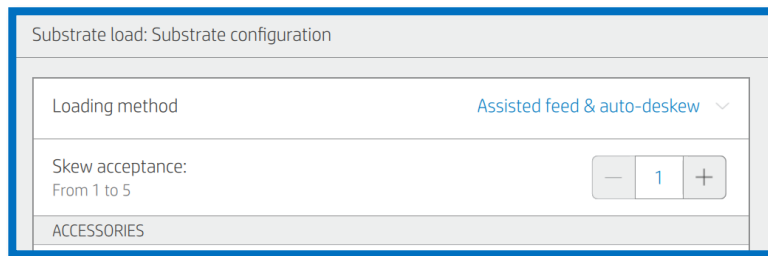 Substrate load: Substrate configuration
Loading method
Assisted feed & auto-deskew
Skew acceptance:
From 1 to 5
1
ACCESSORIES